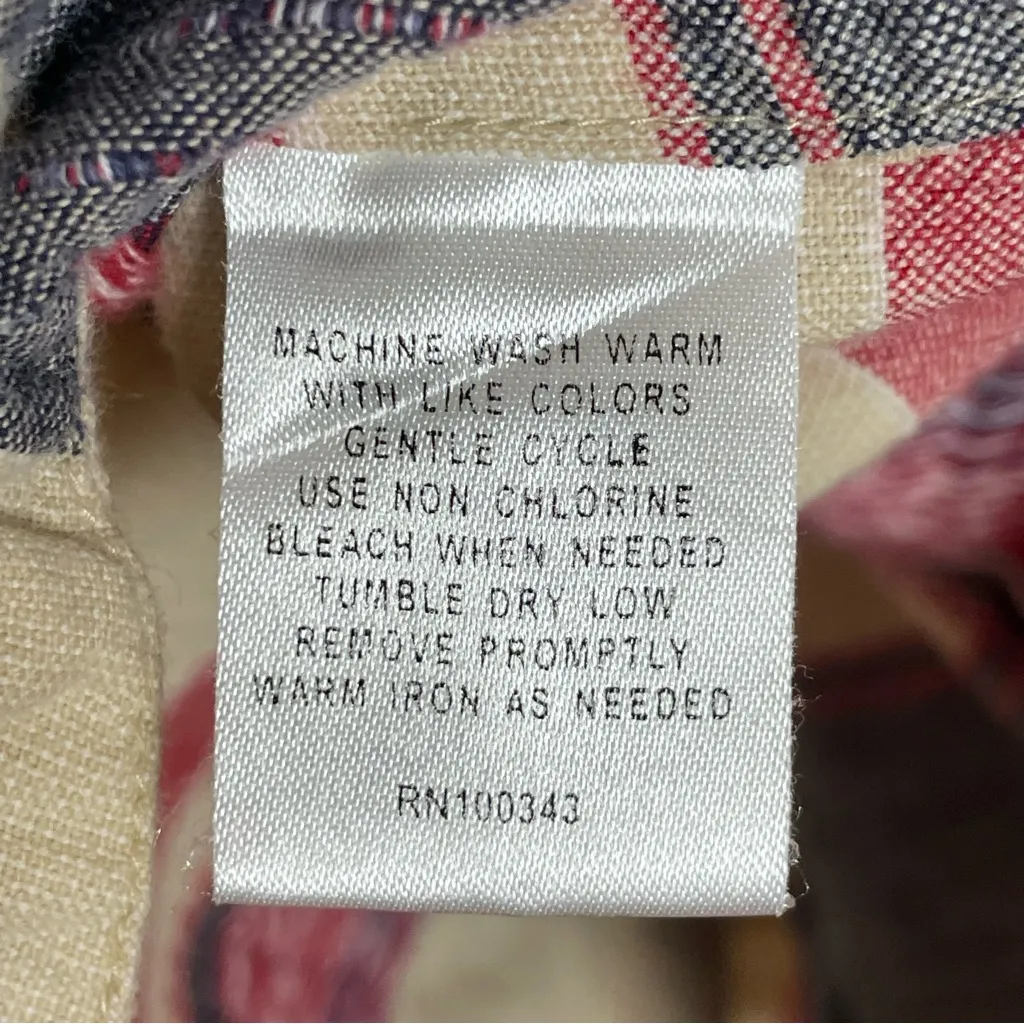 MACHINE WASH WARM
WITH LIKE COLORS
GENTLE CYCLE
USE NON CHLORINE
BLEACH WHEN NEEDED
TUMBLE DRY LOW
REMOVE PROMPTLY
WARM IRON AS NEEDED
RN100343